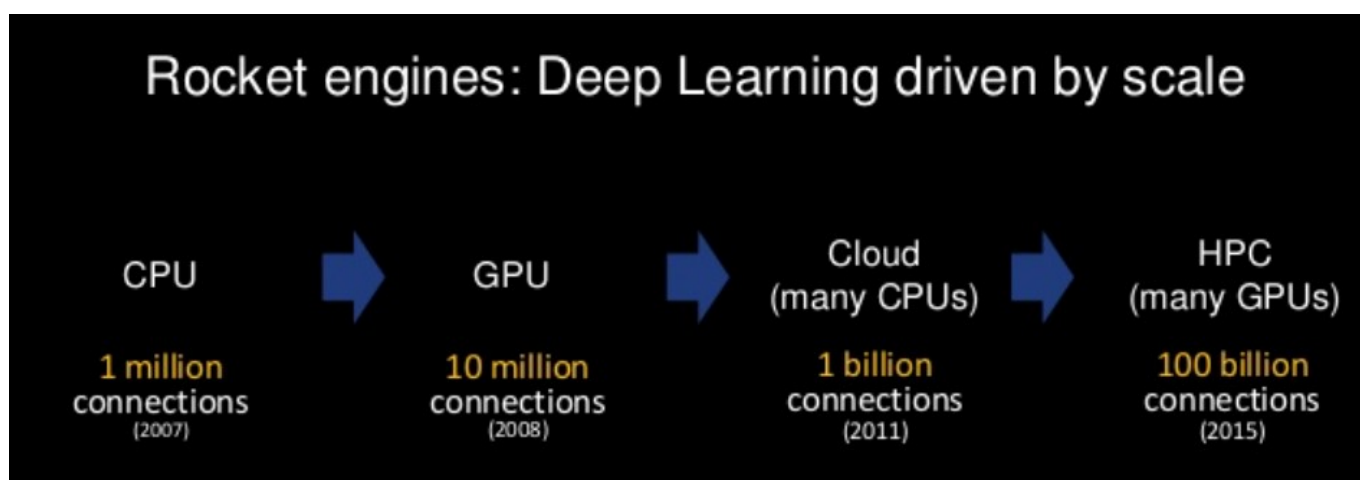 Rocket engines: Deep Learning driven by scale
CPU
1 million
connections
(2007)
GPU
10 million
connections
(2008)
Cloud
(many CPUs)
1 billion
connections
(2011)
HPC
(many GPUs)
100 billion
connections
(2015)